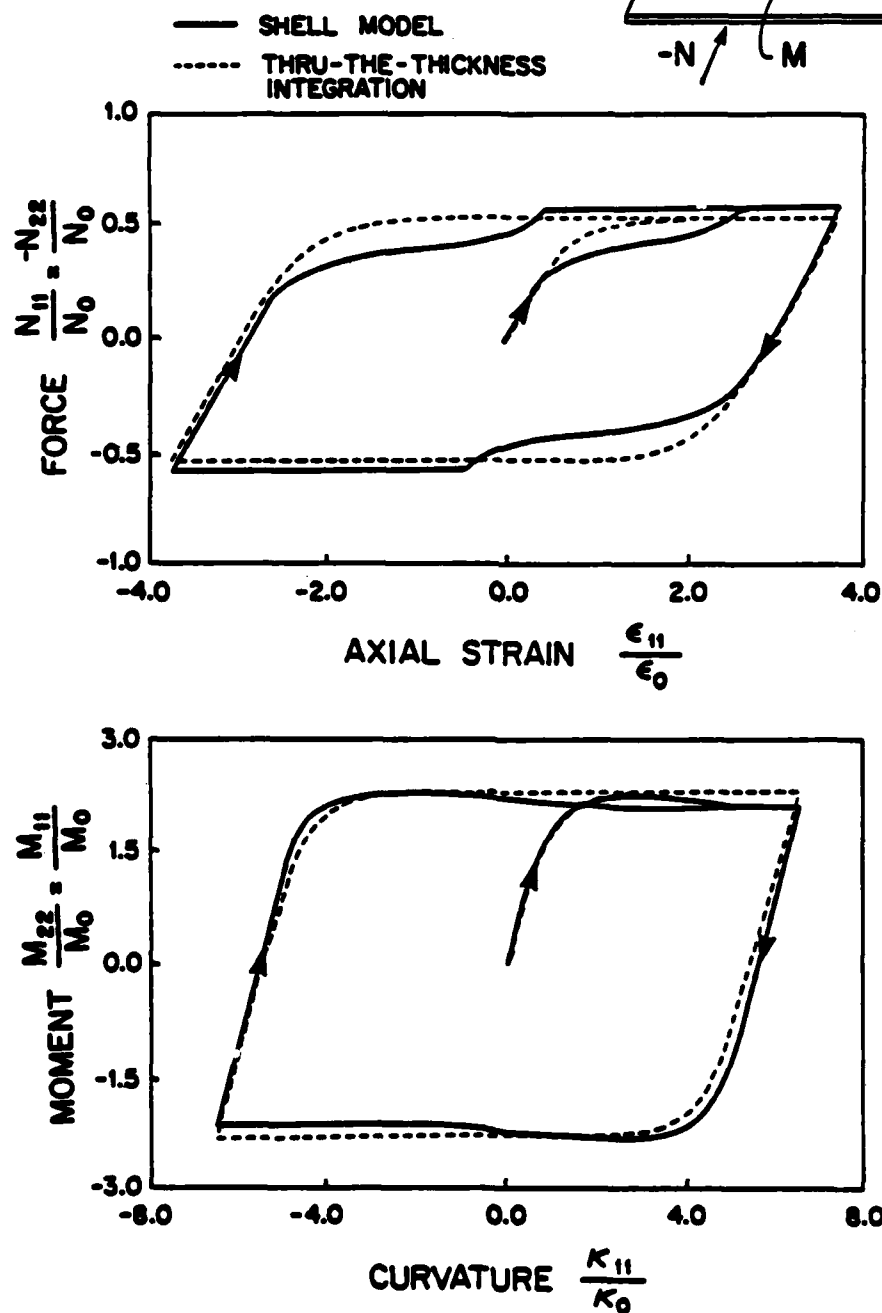 SHELL MODEL
THRU-THE-THICKNESS
INTEGRATION
-N
M
FORCE N₁₁/N₀ = -N₂₂/N₀
1.0
0.5
0.0
-0.5
-1.0
-4.0 -2.0 0.0 2.0 4.0
AXIAL STRAIN ϵ₁₁/ϵ₀
MOMENT M₂₂/M₀ = M₁₁/M₀
3.0
1.5
0.0
-1.5
-3.0
-8.0 -4.0 0.0 4.0 8.0
CURVATURE K₁₁/K₀